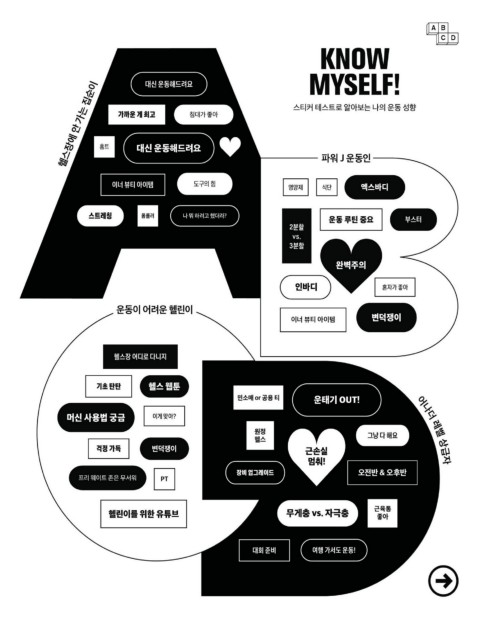 A B
C D
KNOW
MYSELF!
스티커 테스트로 알아보는 나의 운동 성향
헬스장에 안 가는 집순이
대신 운동해드려요
가까운 게 최고
침대가 좋아
홈트
대신 운동해드려요
이너 뷰티 아이템
도구의 힘
스트레칭
폼롤러
나 뭐 하려고 했더라?
파워 J 운동인
영양제
식단
엑스바디
2분할
vs.
3분할
운동 루틴 중요
부스터
완벽주의
인바디
혼자가 좋아
이너 뷰티 아이템
변덕쟁이
운동이 어려운 헬린이
헬스장 어디로 다니지
기초 탄탄
헬스 웹툰
머신 사용법 궁금
이게 맞아?
걱정 가득
변덕쟁이
프리 웨이트 존은 무서워
PT
헬린이를 위한 유튜브
어나더 레벨 상급자
민소매 or 공용 티
운태기 OUT!
원정
헬스
근손실
멈춰!
그냥 다 해요
장비 업그레이드
오전반 & 오후반
무게충 vs. 자극충
근육통
좋아
대회 준비
여행 가서도 운동!